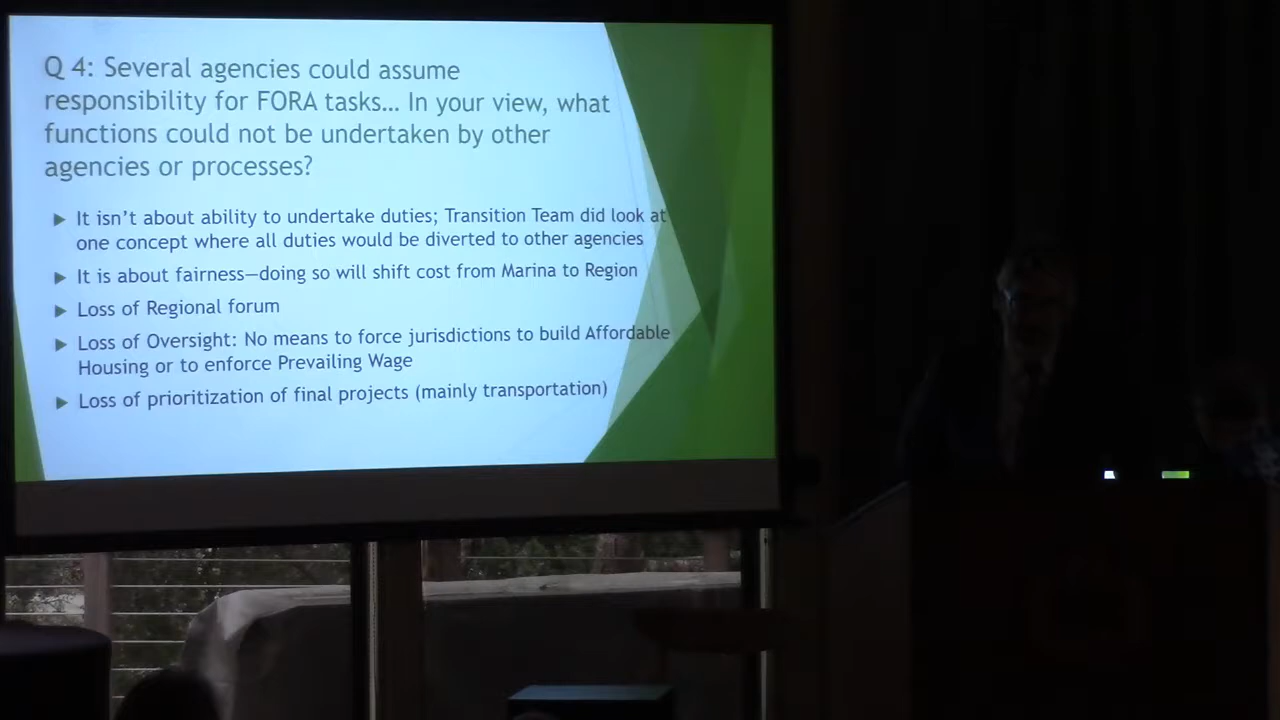 Q 4: Several agencies could assume
responsibility for FORA tasks... In your view, what
functions could not be undertaken by other
agencies or processes?
It isn't about ability to undertake duties; Transition Team did look at
one concept where all duties would be diverted to other agencies
It is about fairness—doing so will shift cost from Marina to Region
Loss of Regional forum
Loss of Oversight: No means to force jurisdictions to build Affordable
Housing or to enforce Prevailing Wage
Loss of prioritization of final projects (mainly transportation)